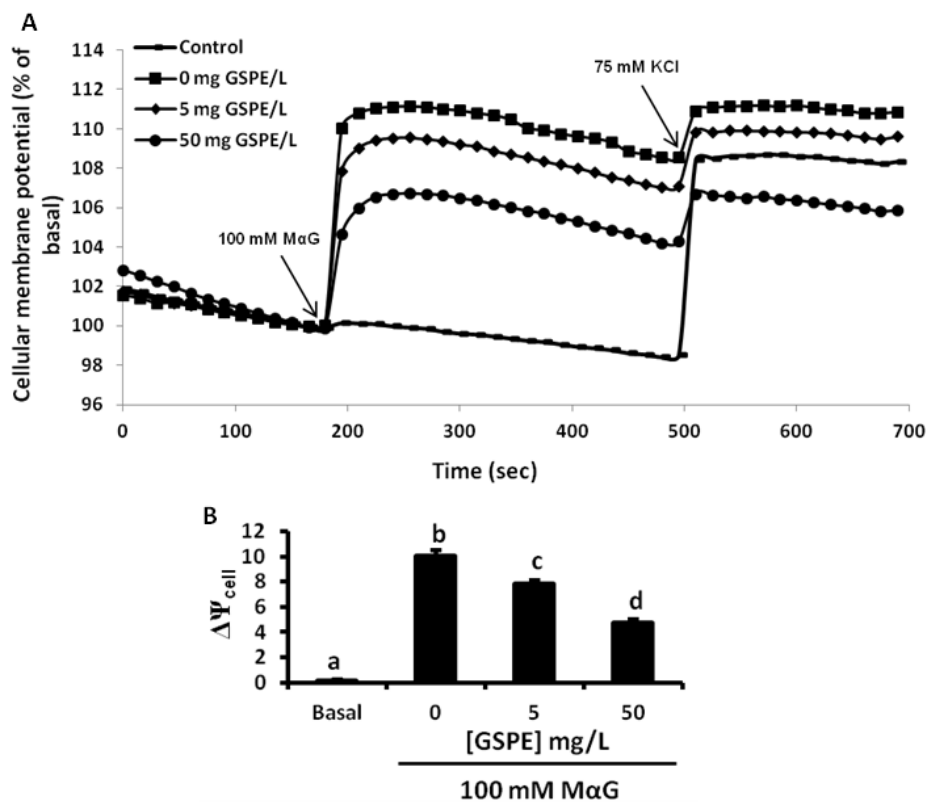 A
Cellular membrane potential (% of
basal)
114
112
110
108
106
104
102
100
98
96
Control
0 mg GSPE/L
5 mg GSPE/L
50 mg GSPE/L
100 mM MαG
75 mM KCl
0 100 200 300 400 500 600 700
Time (sec)
B
ΔΨcell
12
10
8
6
4
2
0
a
b
c
d
Basal 0 5 50
[GSPE] mg/L
100 mM MαG